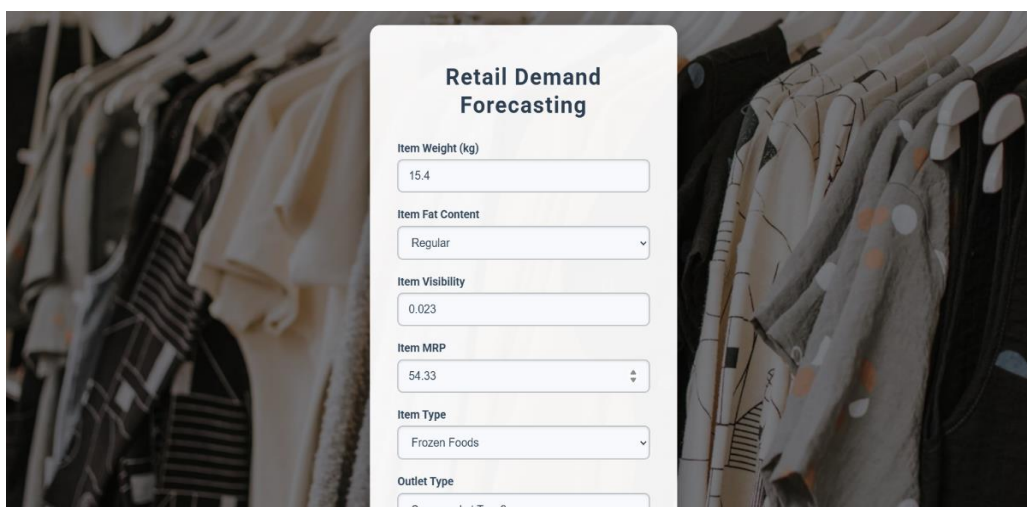 Retail Demand
Forecasting
Item Weight (kg)
15.4
Item Fat Content
Regular
Item Visibility
0.023
Item MRP
54.33
Item Type
Frozen Foods
Outlet Type